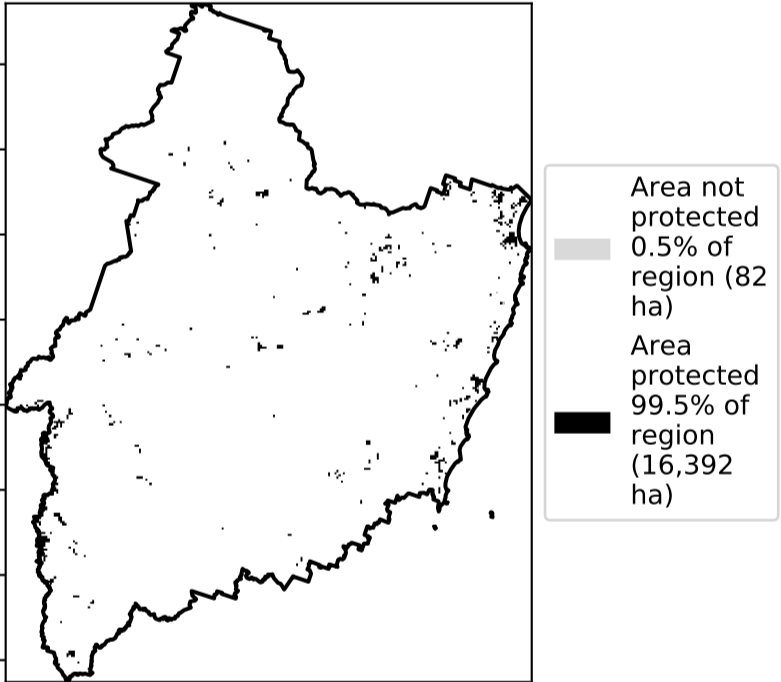 Area not
protected
0.5% of
region (82
ha)
Area
protected
99.5% of
region
(16,392
ha)